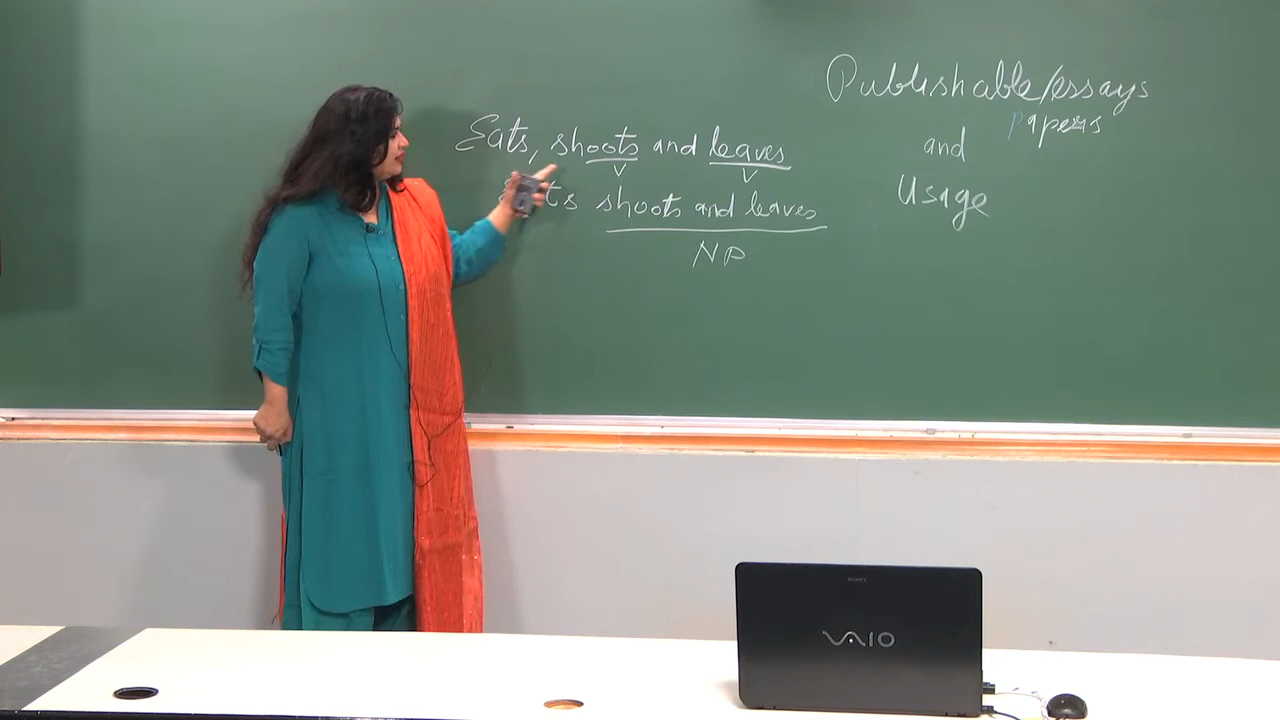 Eats, shoots and leaves
V V
shoots and leaves
NP
Publishable/essays
papers
and
Usage
SONY
VAIO